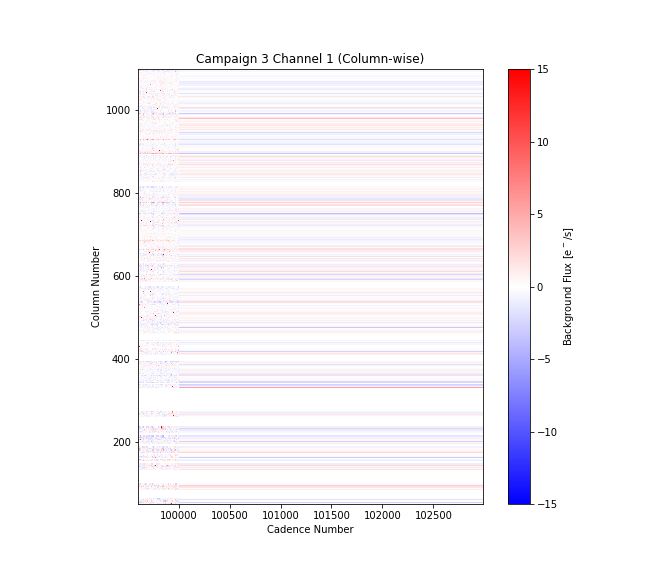 Campaign 3 Channel 1 (Column-wise)
1000
800
600
400
200
Column Number
100000 100500 101000 101500 102000 102500
Cadence Number
15
10
5
0
−5
−10
−15
Background Flux [e⁻/s]